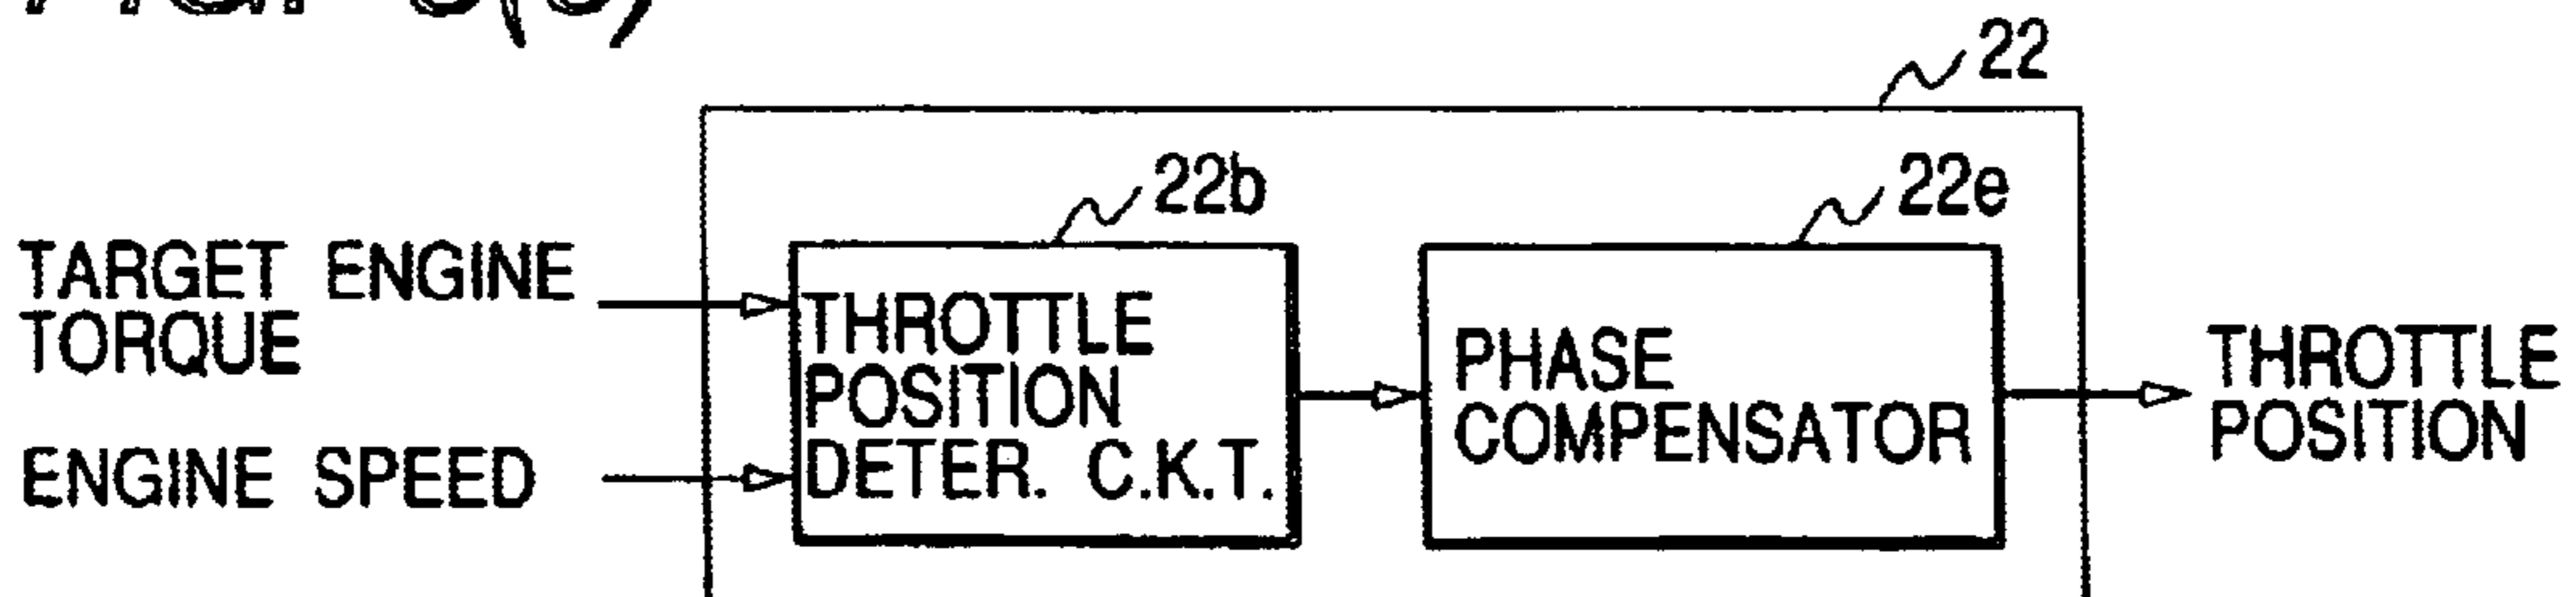 22
22b
22e
TARGET ENGINE
TORQUE
ENGINE SPEED
THROTTLE
POSITION
DETER. C.K.T.
PHASE
COMPENSATOR
THROTTLE
POSITION